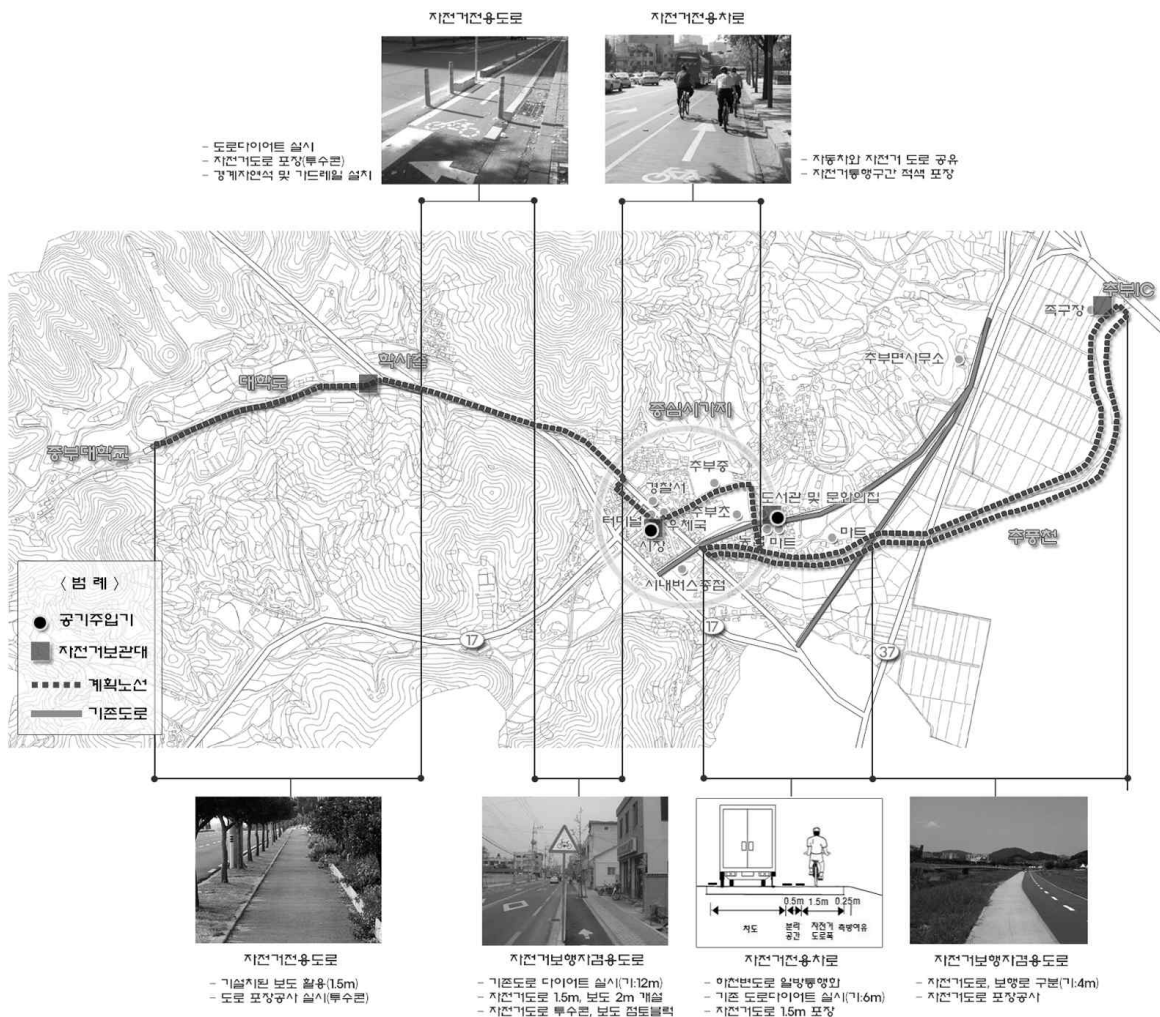 자전거전용도로
자전거전용차로
- 도로다이어트 실시
- 자전거도로 포장(투수콘)
- 경계자연석 및 가드레일 설치
- 자동차와 자전거 도로 공유
- 자전거통행구간 적색 포장
추부IC
족구장
추부면사무소
학사촌
대학로
중부대학교
중심시가지
추부중
경찰서
도서관 및 문화의집
추부초
터미널
우체국
시장
농
마트
마트
추풍천
시내버스종점
17
17
37
〈 범 례 〉
공기주입기
자전거보관대
계획노선
기존도로
0.5m
1.5m
0.25m
차도
분리공간
자전거도로폭
측방여유
자전거전용도로
- 기설치된 보도 활용(1.5m)
- 도로 포장공사 실시(투수콘)
자전거보행자겸용도로
- 기존도로 다이어트 실시(기:12m)
- 자전거도로 1.5m, 보도 2m 개설
- 자전거도로 투수콘, 보도 점토블럭
자전거전용차로
- 하천변도로 일방통행화
- 기존 도로다이어트 실시(기:6m)
- 자전거도로 1.5m 포장
자전거보행자겸용도로
- 자전거도로, 보행로 구분(기:4m)
- 자전거도로 포장공사